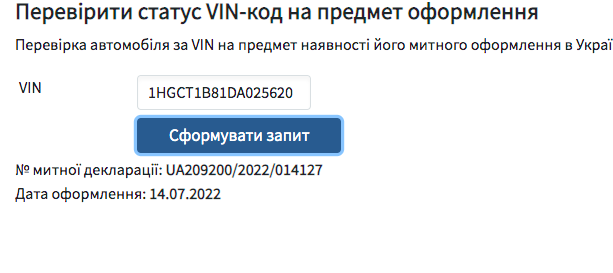 Перевірити статус VIN-код на предмет оформлення
Перевірка автомобіля за VIN на предмет наявності його митного оформлення в Украї
VIN
1HGCT1B81DA025620
Сформувати запит
№ митної декларації: UA209200/2022/014127
Дата оформлення: 14.07.2022